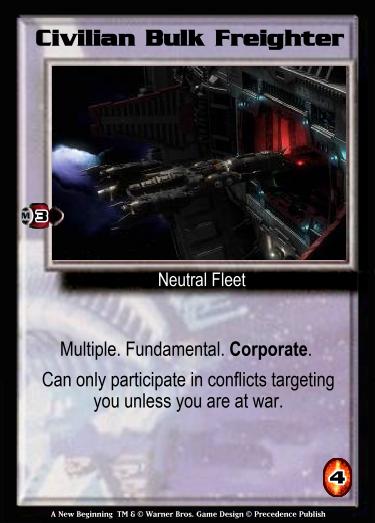 Civilian Bulk Freighter
M 3
Neutral Fleet
Multiple. Fundamental. Corporate.
Can only participate in conflicts targeting
you unless you are at war.
4
A New Beginning TM & © Warner Bros. Game Design © Precedence Publish